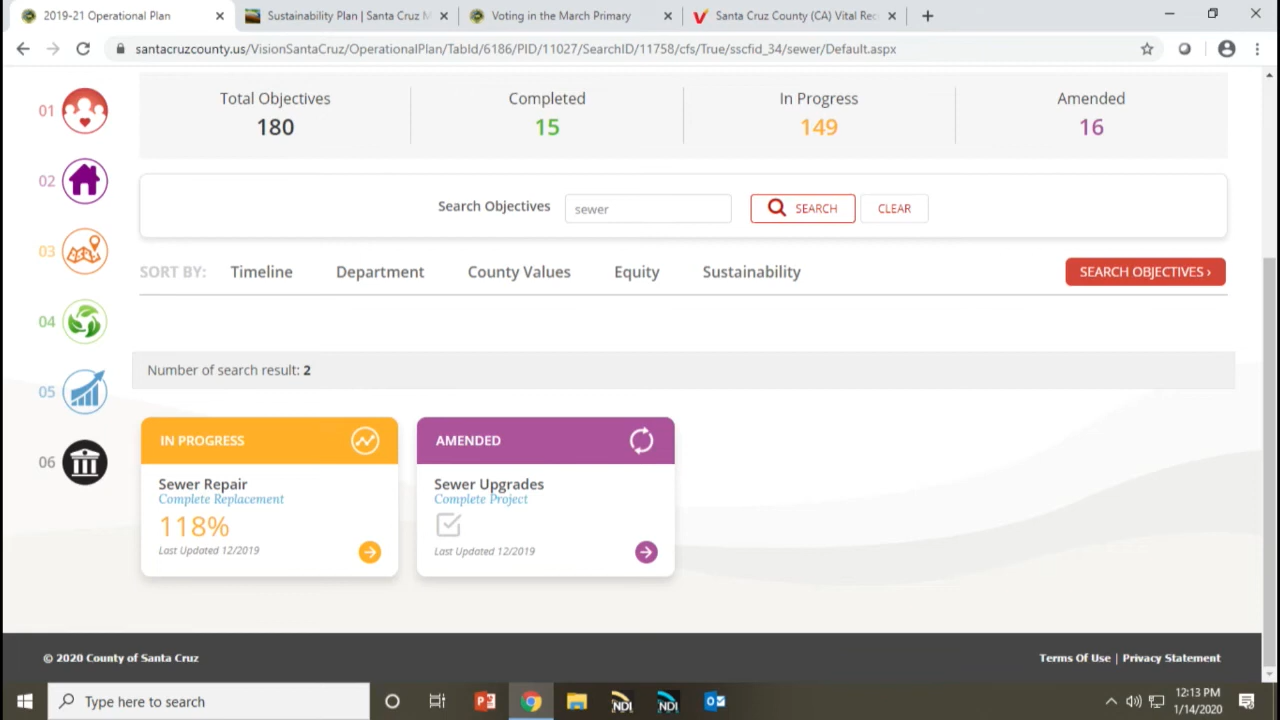 2019-21 Operational Plan
Sustainability Plan | Santa Cruz M
Voting in the March Primary
Santa Cruz County (CA) Vital Rec
santacruzcounty.us/VisionSantaCruz/OperationalPlan/TabId/6186/PID/11027/SearchID/11758/cfs/True/sscfid_34/sewer/Default.aspx
01
02
03
04
05
06
Total Objectives
180
Completed
15
In Progress
149
Amended
16
Search Objectives
sewer
SEARCH
CLEAR
SORT BY: Timeline Department County Values Equity Sustainability
SEARCH OBJECTIVES ›
Number of search result: 2
IN PROGRESS
Sewer Repair
Complete Replacement
118%
Last Updated 12/2019
AMENDED
Sewer Upgrades
Complete Project
Last Updated 12/2019
© 2020 County of Santa Cruz
Terms Of Use | Privacy Statement
Type here to search
NDI
NDI
12:13 PM
1/14/2020